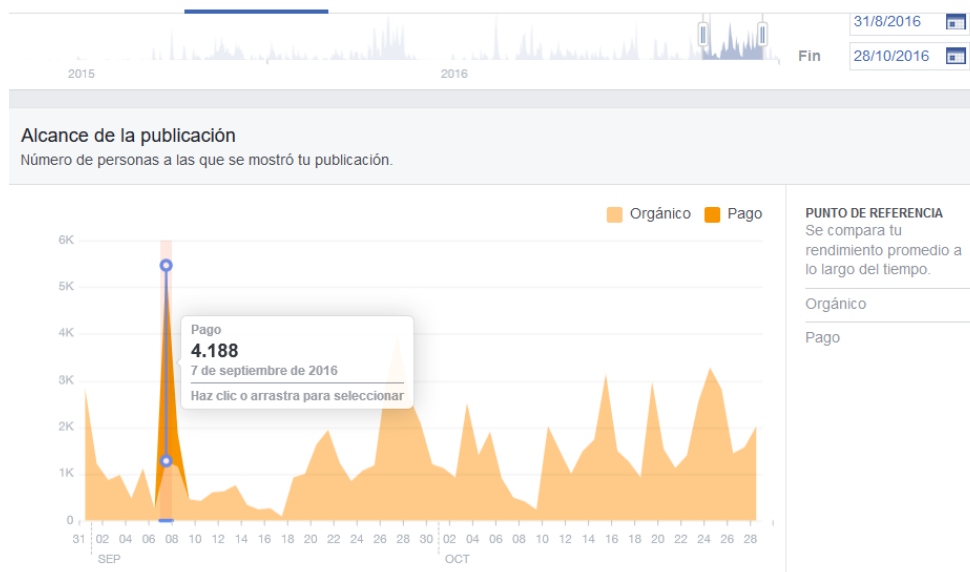 31/8/2016
Fin 28/10/2016
2015 2016
Alcance de la publicación
Número de personas a las que se mostró tu publicación.
Orgánico Pago
6K
5K
4K
3K
2K
1K
0
Pago
4.188
7 de septiembre de 2016
Haz clic o arrastra para seleccionar
31 02 04 06 08 10 12 14 16 18 20 22 24 26 28 30 02 04 06 08 10 12 14 16 18 20 22 24 26 28
SEP OCT
PUNTO DE REFERENCIA
Se compara tu
rendimiento promedio a
lo largo del tiempo.
Orgánico
Pago